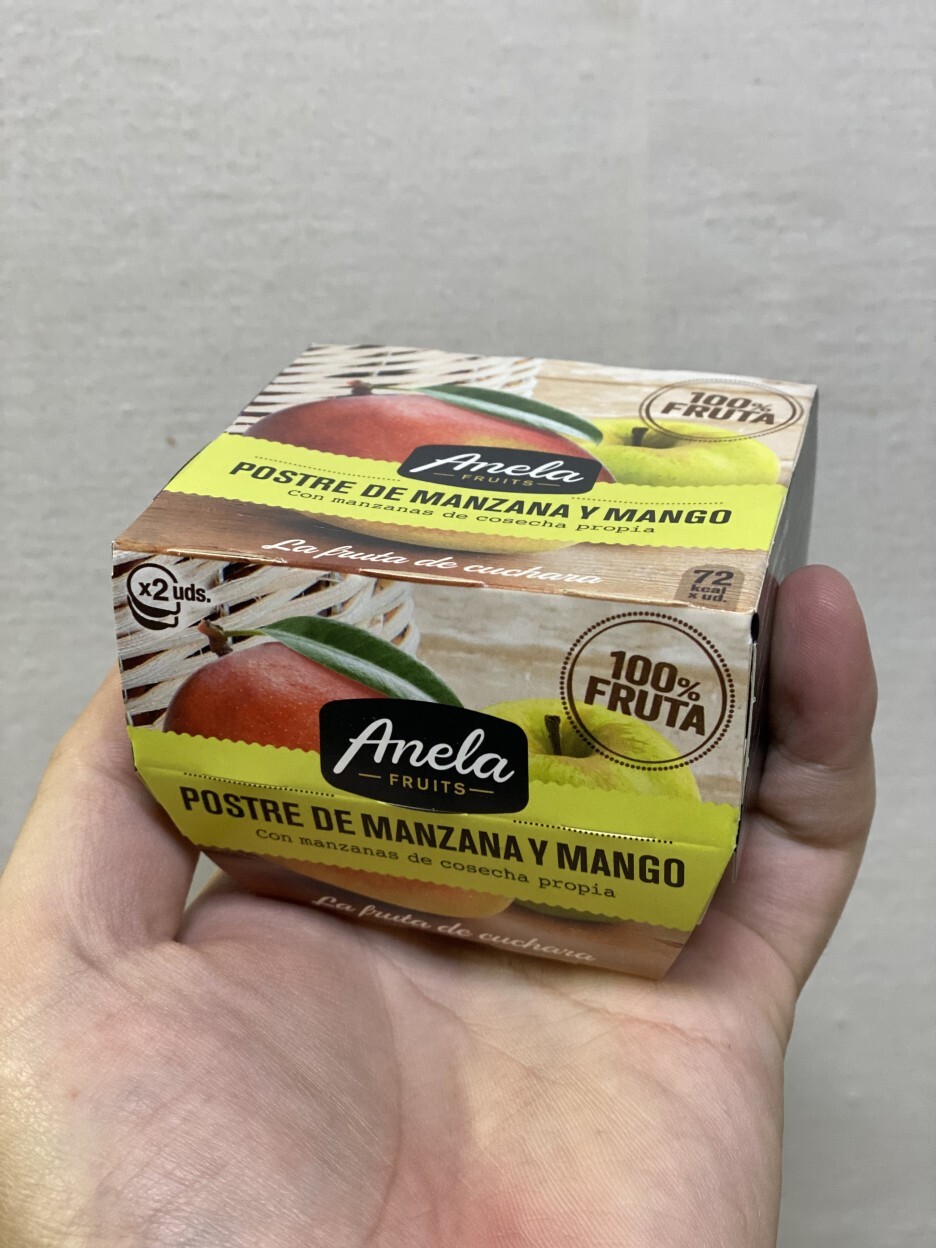 100%
FRUTA
Anela
FRUITS
POSTRE DE MANZANA Y MANGO
Con manzanas de cosecha propia
La fruta de cuchara
72
kcal
x ud.
x2 uds.
100%
FRUTA
Anela
FRUITS
POSTRE DE MANZANA Y MANGO
Con manzanas de cosecha propia
La fruta de cuchara